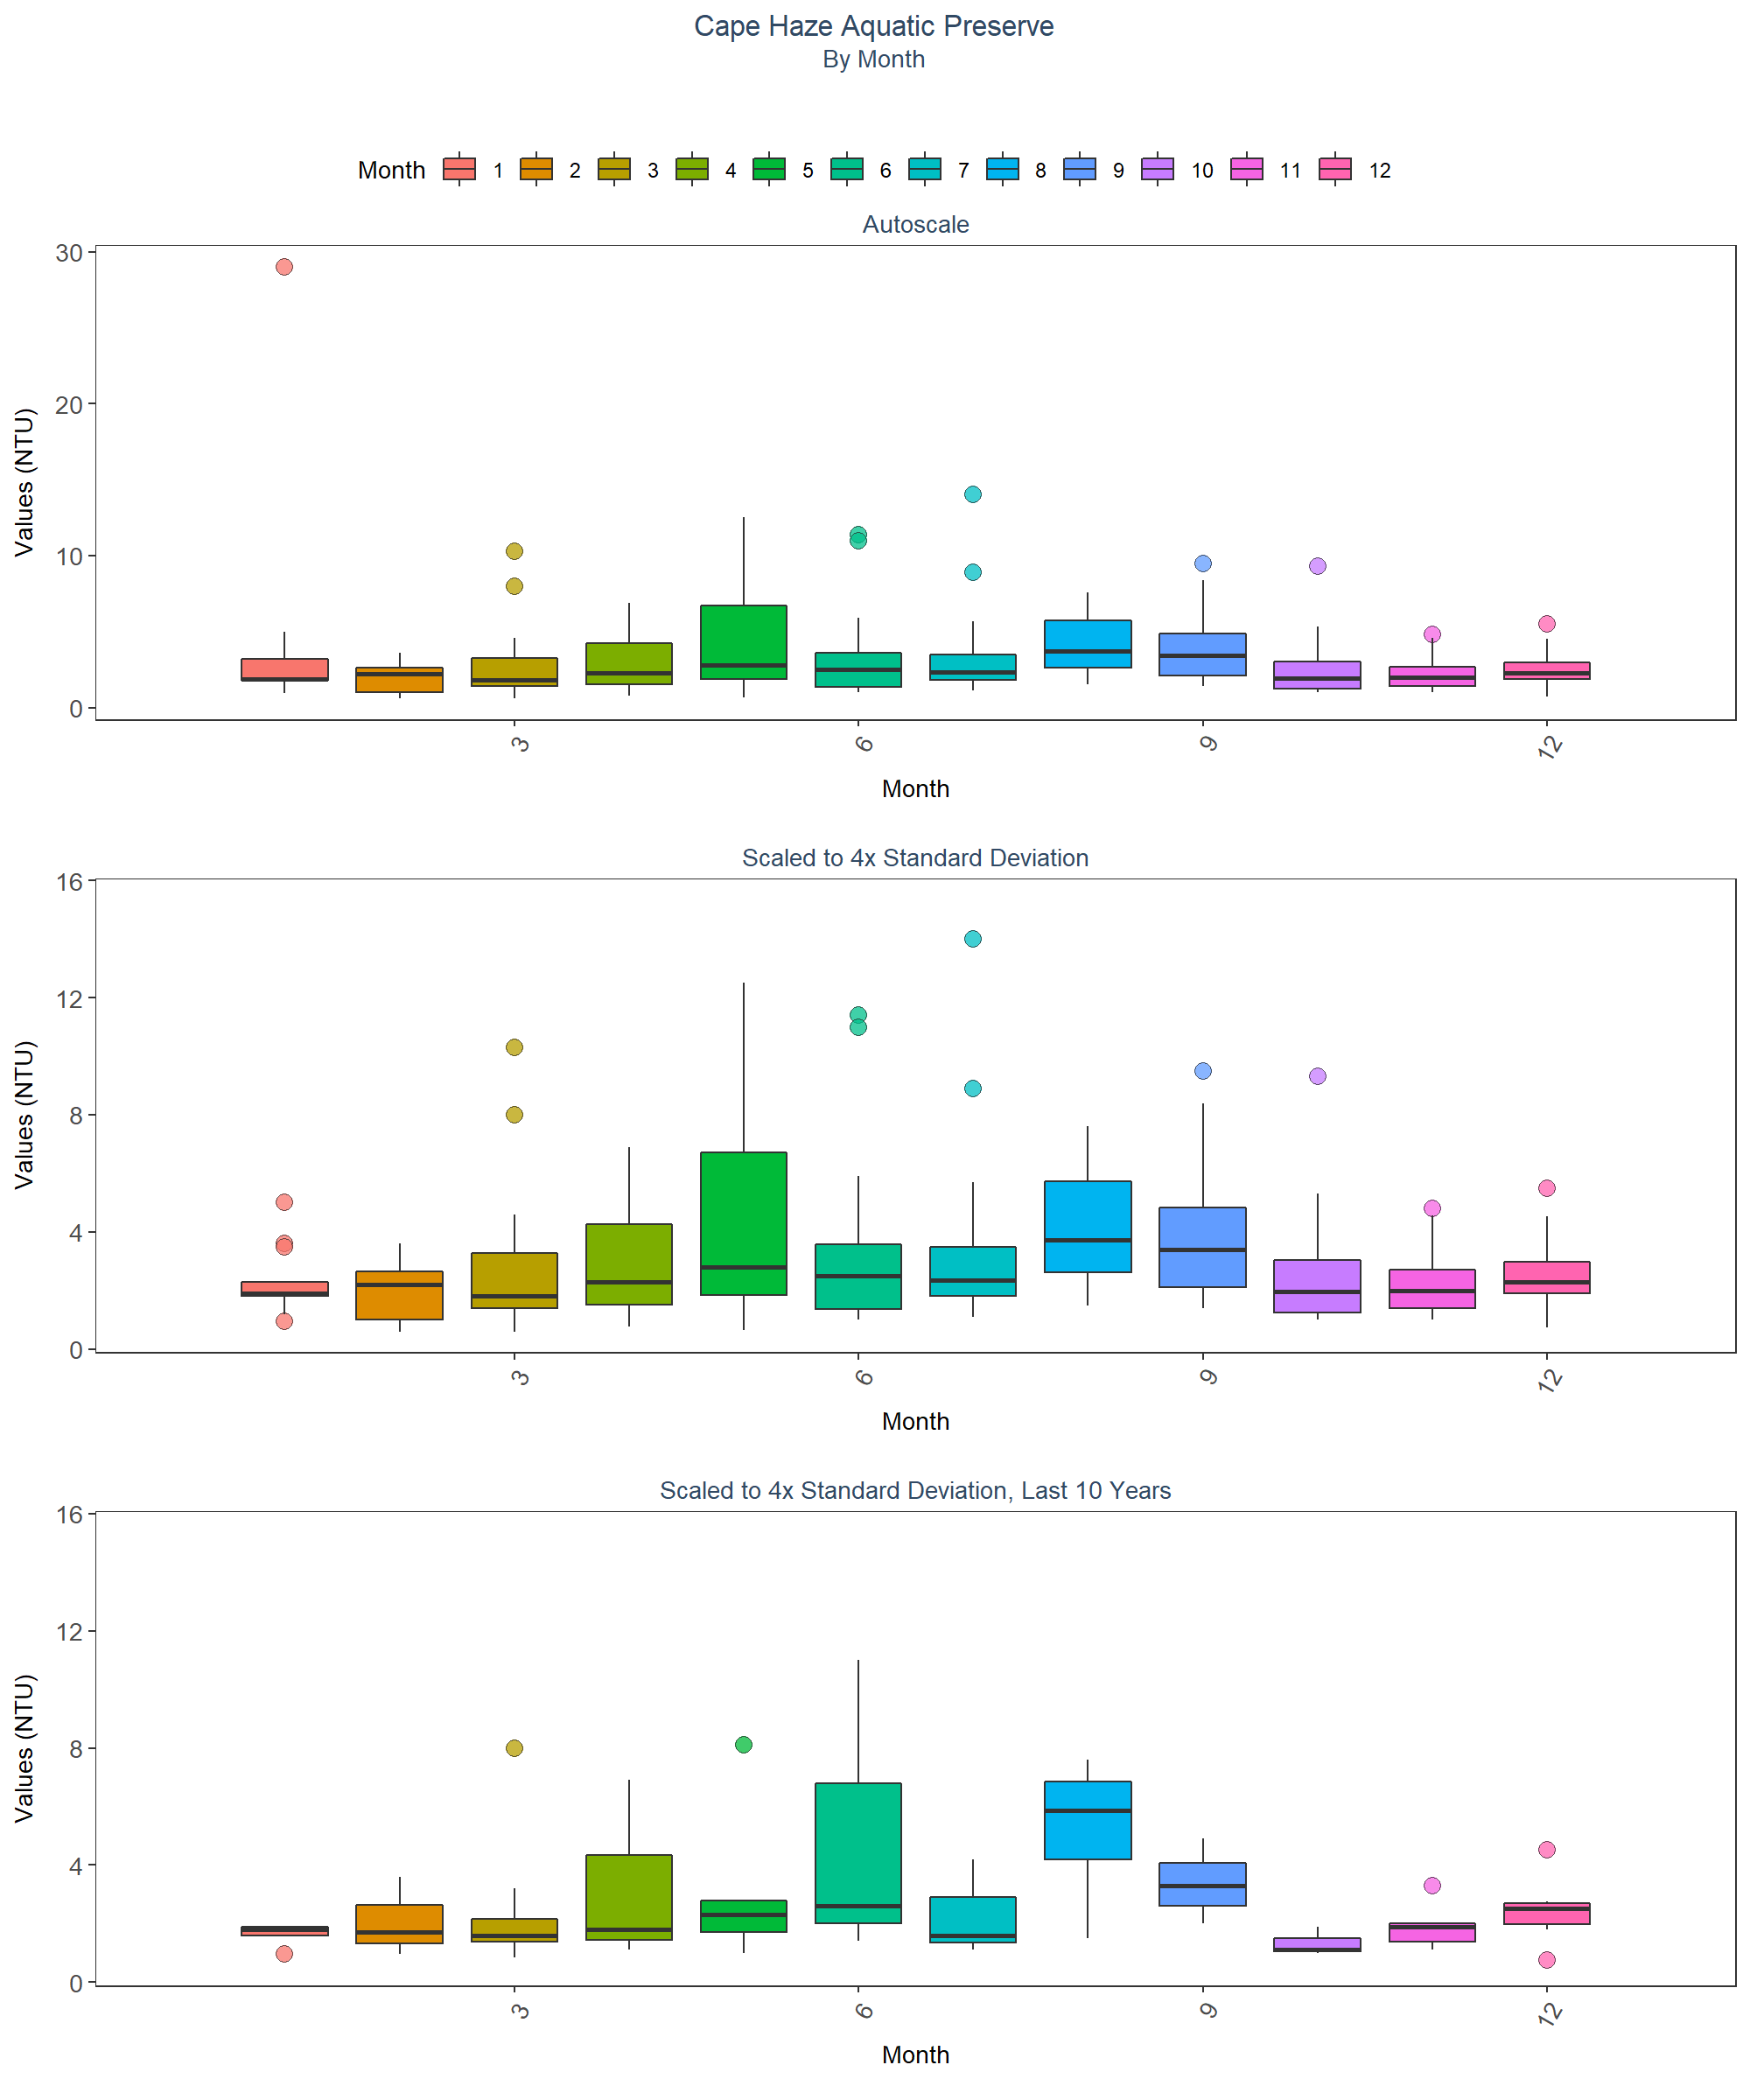 Cape Haze Aquatic Preserve
By Month
Month 1 2 3 4 5 6 7 8 9 10 11 12
Autoscale
30
20
10
0
Values (NTU)
3 6 9 12
Month
Scaled to 4x Standard Deviation
16
12
8
4
0
Values (NTU)
3 6 9 12
Month
Scaled to 4x Standard Deviation, Last 10 Years
16
12
8
4
0
Values (NTU)
3 6 9 12
Month